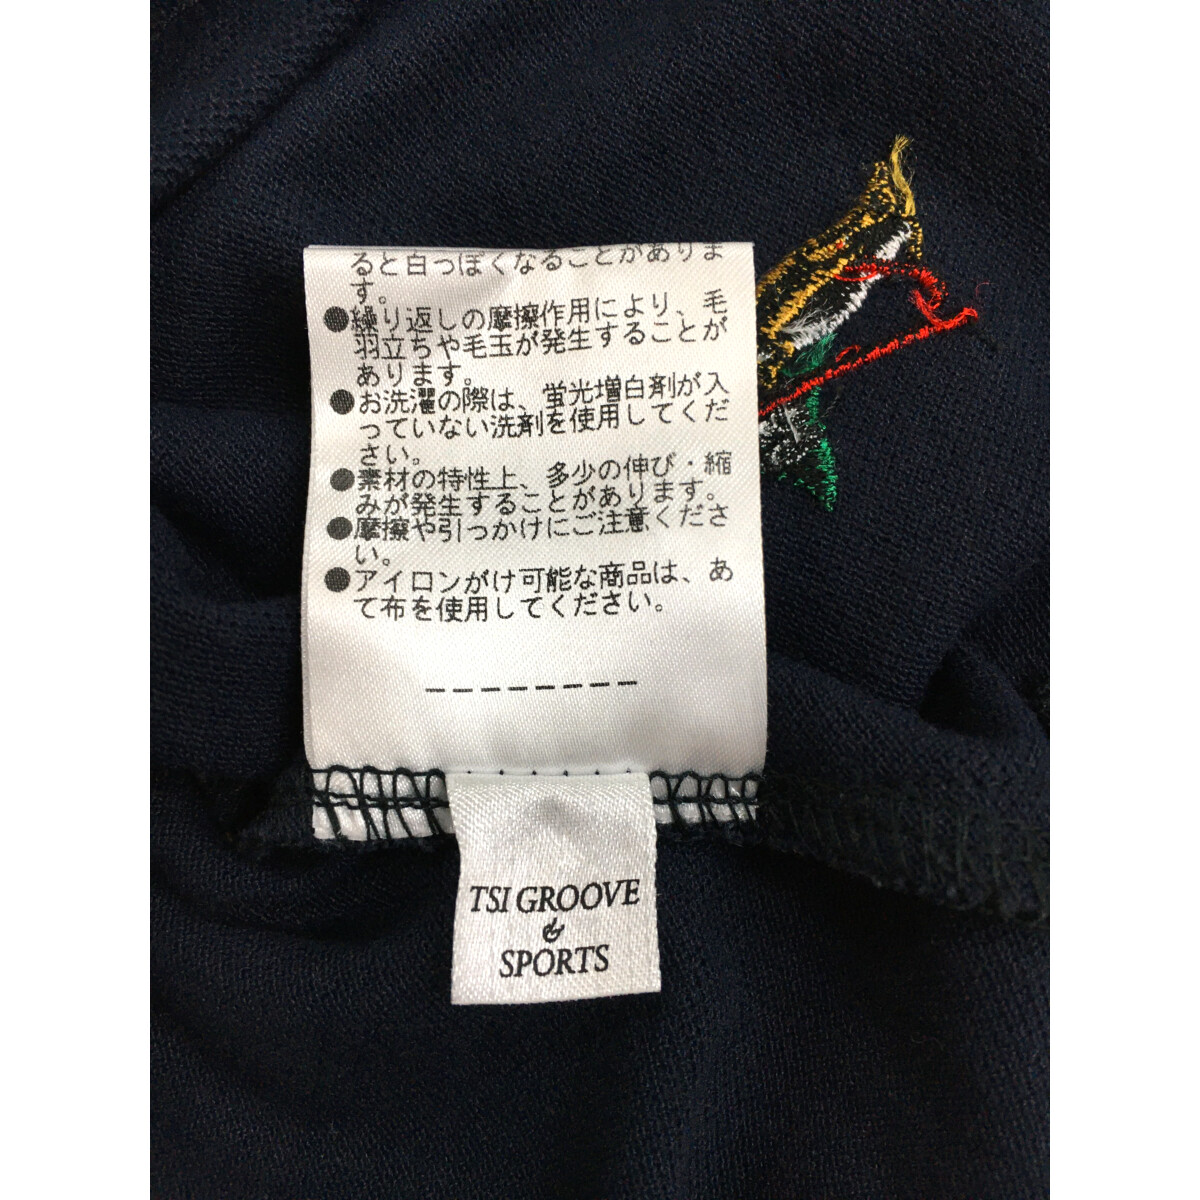 ると白っぽくなることがありま
す。
●繰り返しの摩擦作用により、毛
羽立ちや毛玉が発生することが
あります。
●お洗濯の際は、蛍光増白剤が入
っていない洗剤を使用してくだ
さい。
●素材の特性上、多少の伸び・縮
みが発生することがあります。
●摩擦や引っかけにご注意くださ
い。
●アイロンがけ可能な商品は、あ
て布を使用してください。
--------
TSI GROOVE
&
SPORTS